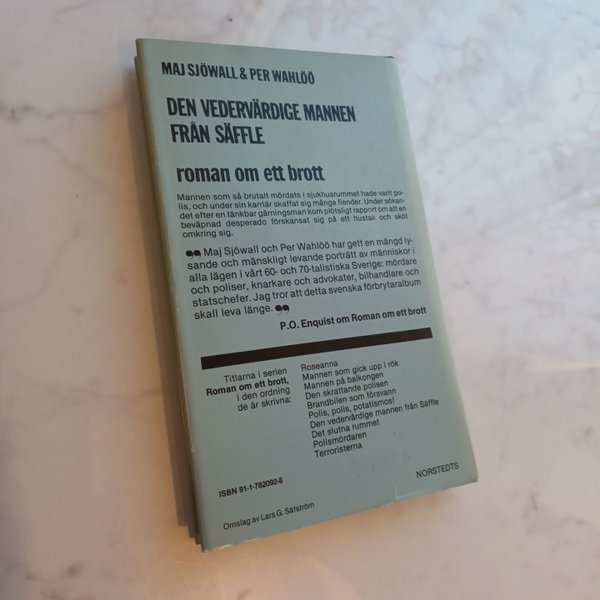 MAJ SJÖWALL & PER WAHLÖÖ
DEN VEDERVÄRDIGE MANNEN
FRÅN SÄFFLE
roman om ett brott
Mannen som så brutalt mördats i sjukhusrummet hade varit po-
lis, och under sin karriär skaffat sig många fiender. Under sökan-
det efter en tänkbar gärningsman kom plötsligt rapport om att en
beväpnad desperado förskansat sig på ett hustak och sköt
omkring sig.
❞ Maj Sjöwall och Per Wahlöö har gett en mängd ly-
sande och mänskligt levande porträtt av människor i
alla lägen i vårt 60- och 70-talistiska Sverige: mördare
och poliser, knarkare och advokater, bilhandlare och
statschefer. Jag tror att detta svenska förbrytaralbum
skall leva länge. ❞
P.O. Enquist om Roman om ett brott
Titlarna i serien
Roman om ett brott,
i den ordning
de är skrivna:
Roseanna
Mannen som gick upp i rök
Mannen på balkongen
Den skrattande polisen
Brandbilen som försvann
Polis, polis, potatismos!
Den vedervärdige mannen från Säffle
Det slutna rummet
Polismördaren
Terroristerna
ISBN 91-1-782092-8
NORSTEDTS
Omslag av Lars G. Säfström